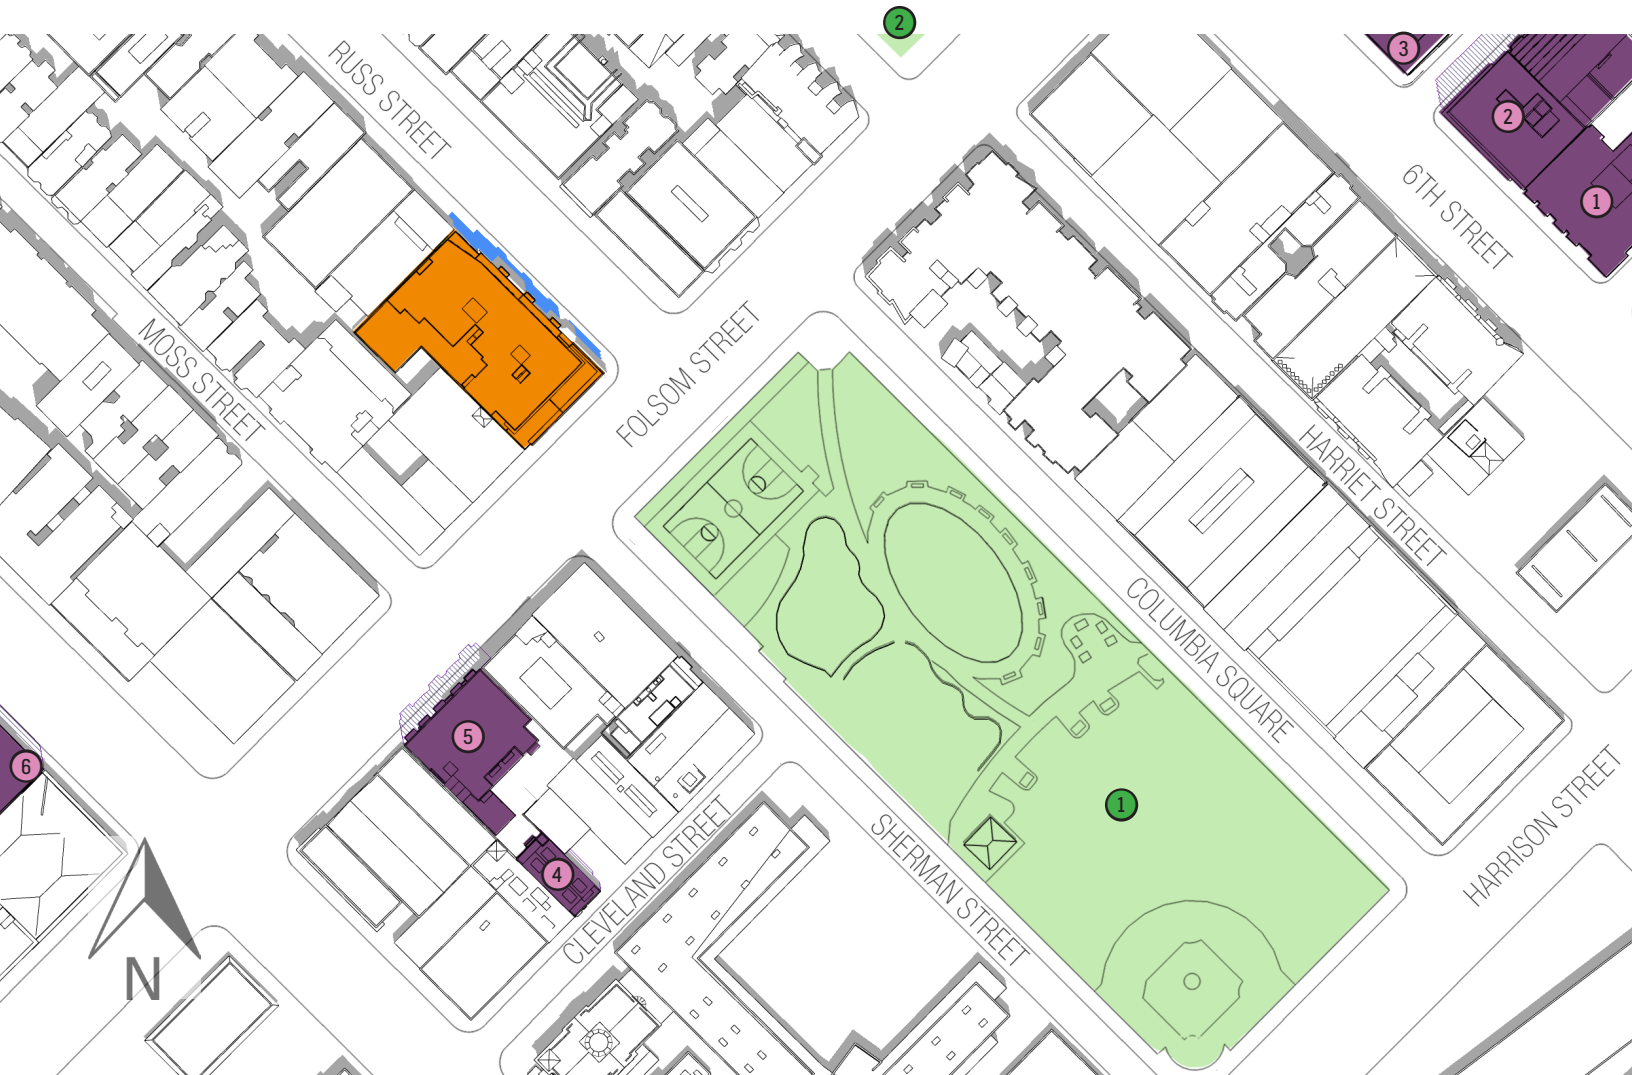 2
3
RUSS STREET
2
6TH STREET
1
MOSS STREET
FOLSOM STREET
HARRIET STREET
COLUMBIA SQUARE
5
6
1
HARRISON STREET
SHERMAN STREET
4
CLEVELAND STREET
N